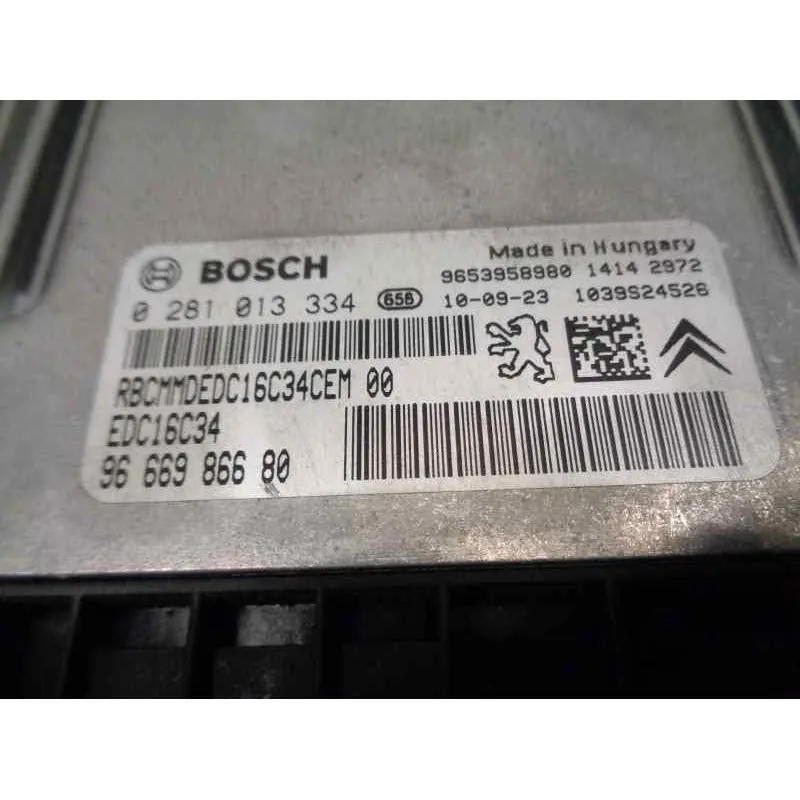 BOSCH
Made in Hungary
9653958980 1414 2972
0 281 013 334 656 10-09-23 1039S24526
RBCMMDEDC16C34CEM 00
EDC16C34
96 669 866 80